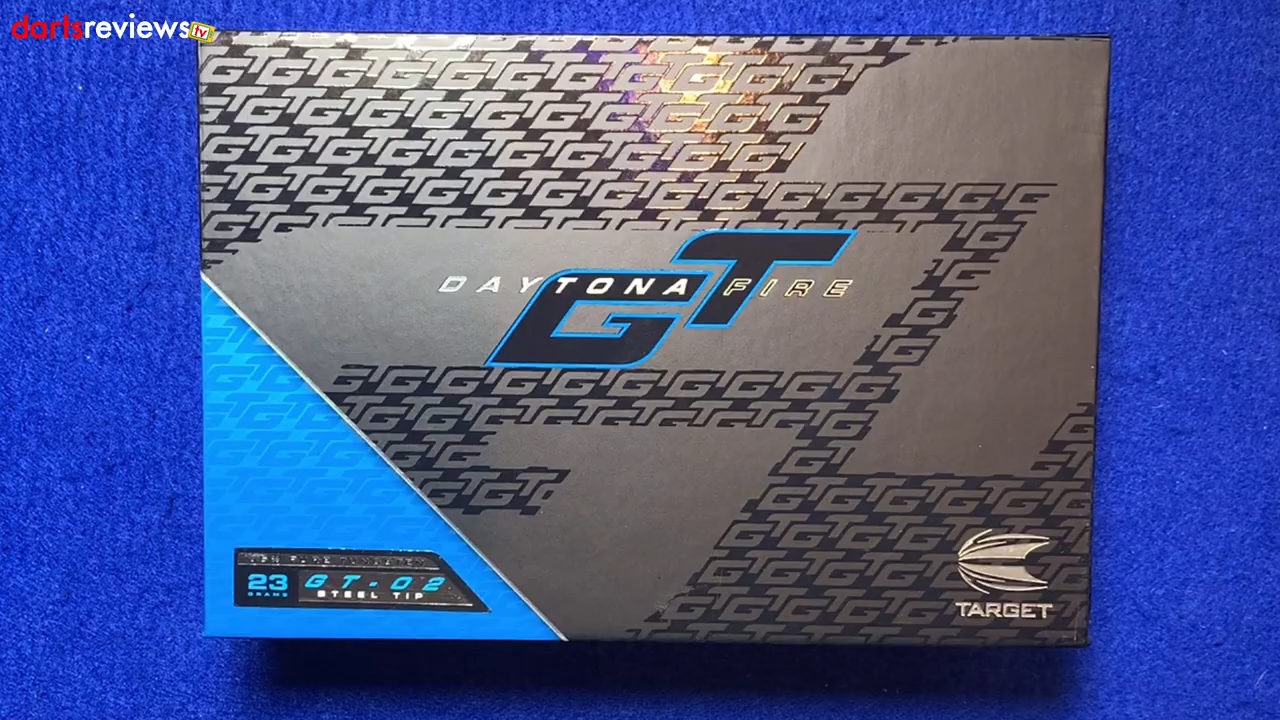 dartsreviews tv
GT
DAYTONA FIRE
23 GRAMS
GT.02
STEEL TIP
TARGET